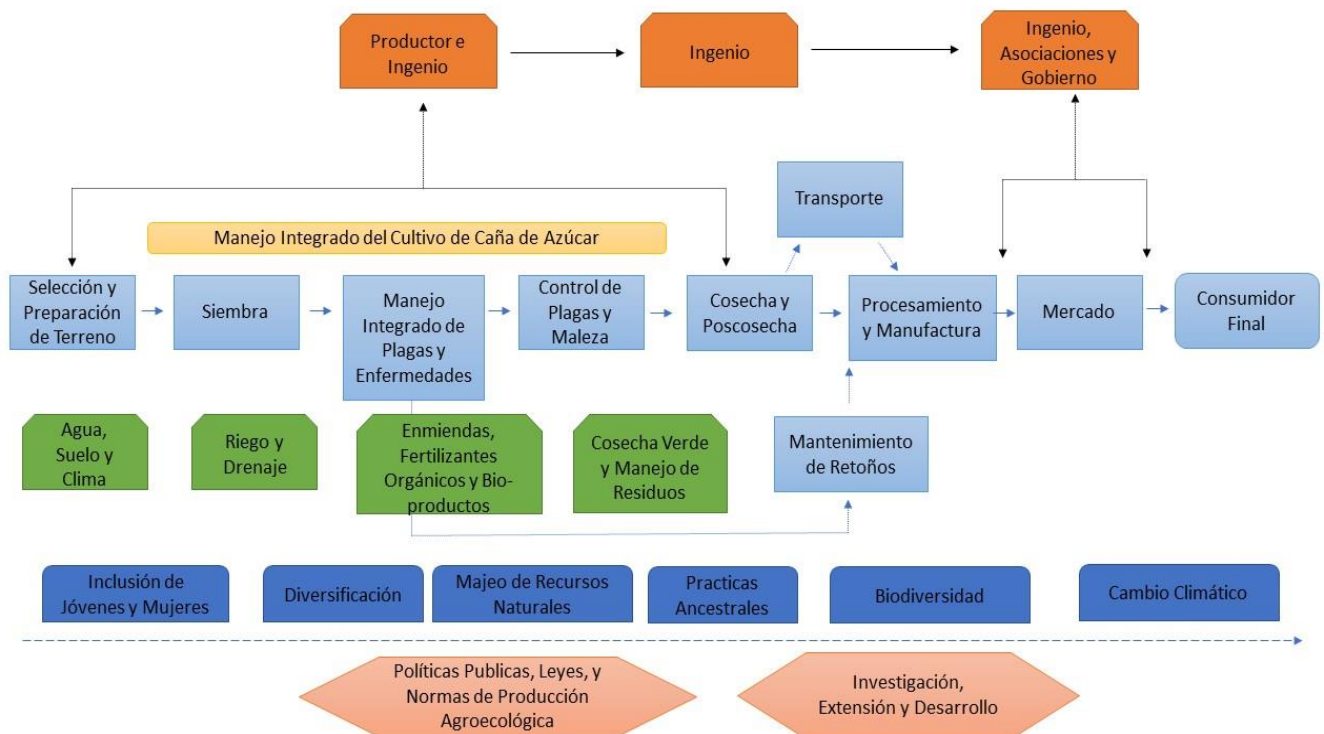 Productor e
Ingenio
Ingenio
Ingenio,
Asociaciones y
Gobierno
Transporte
Manejo Integrado del Cultivo de Caña de Azúcar
Selección y
Preparación
de Terreno
Siembra
Manejo
Integrado de
Plagas y
Enfermedades
Control de
Plagas y
Maleza
Cosecha y
Poscosecha
Procesamiento
y Manufactura
Mercado
Consumidor
Final
Agua,
Suelo y
Clima
Riego y
Drenaje
Enmiendas,
Fertilizantes
Orgánicos y Bio-
productos
Cosecha Verde
y Manejo de
Residuos
Mantenimiento
de Retoños
Inclusión de
Jóvenes y Mujeres
Diversificación
Majeo de Recursos
Naturales
Practicas
Ancestrales
Biodiversidad
Cambio Climático
Políticas Publicas, Leyes, y
Normas de Producción
Agroecológica
Investigación,
Extensión y Desarrollo